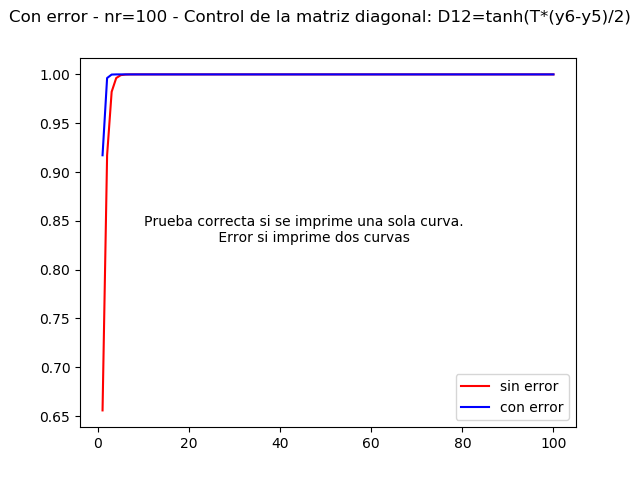 Con error - nr=100 - Control de la matriz diagonal: D12=tanh(T*(y6-y5)/2)
1.00
0.95
0.90
0.85
0.80
0.75
0.70
0.65
Prueba correcta si se imprime una sola curva.
Error si imprime dos curvas
sin error
con error
0 20 40 60 80 100